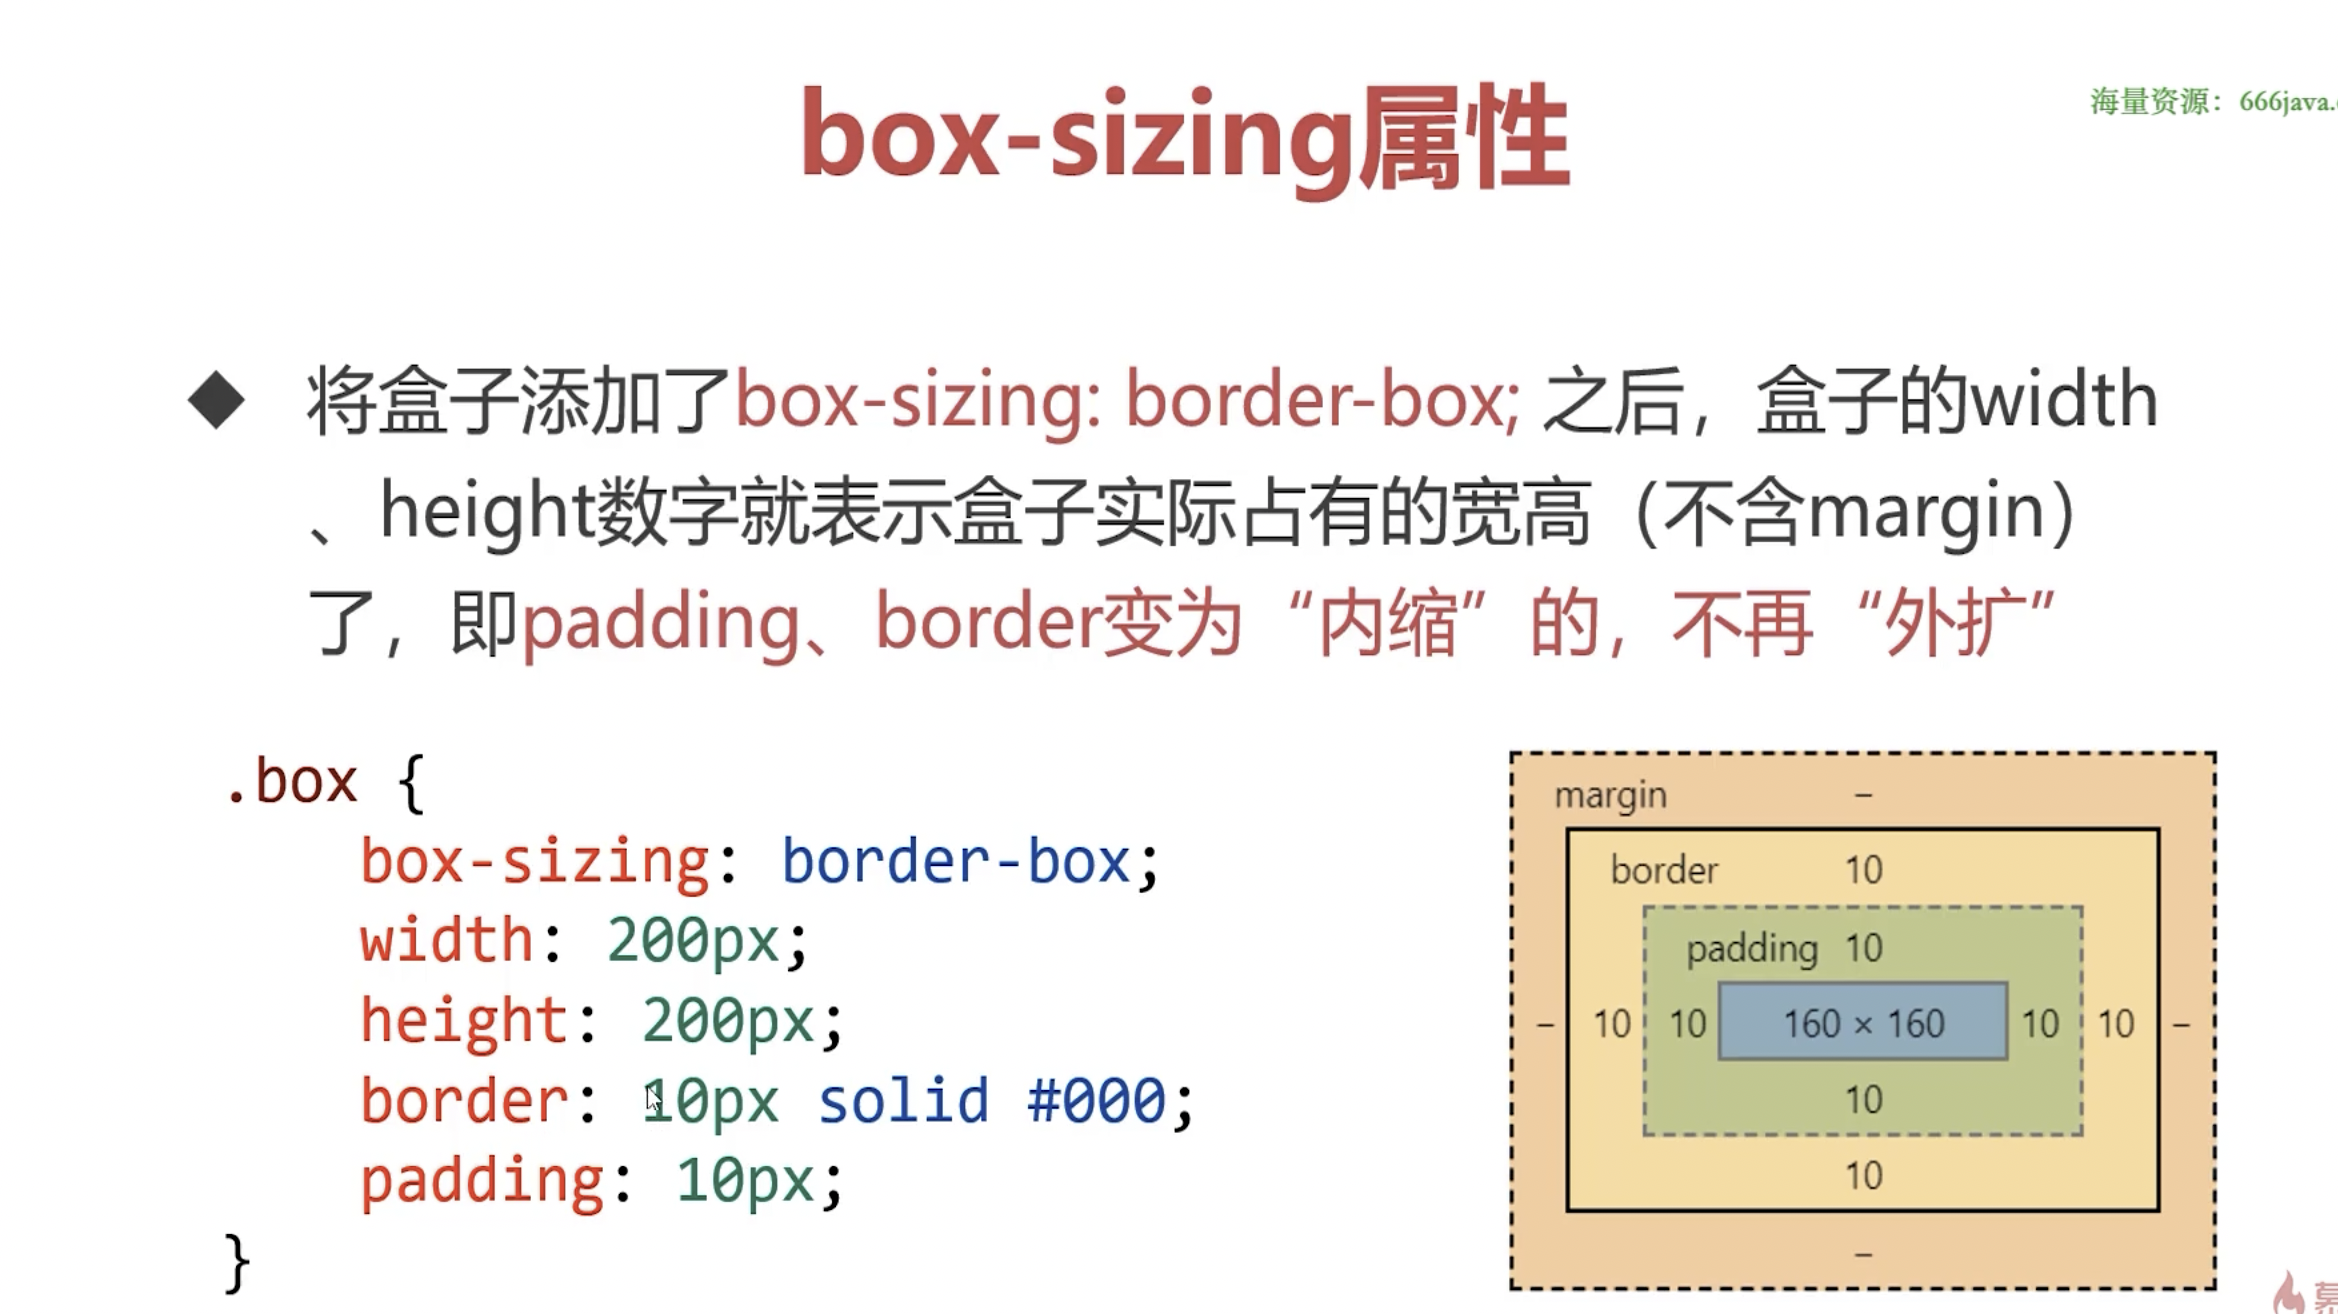 box-sizing属性
海量资源：666java.
◆ 将盒子添加了box-sizing: border-box; 之后，盒子的width
、height数字就表示盒子实际占有的宽高（不含margin）
了，即padding、border变为“内缩”的，不再“外扩”
.box {
    box-sizing: border-box;
    width: 200px;
    height: 200px;
    border: 10px solid #000;
    padding: 10px;
}
margin –
border 10
padding 10
– 10 10 160 × 160 10 10 –
10
10
–